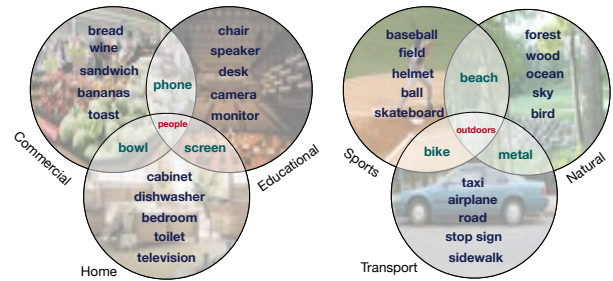 bread
wine
sandwich
bananas
toast
phone
chair
speaker
desk
camera
monitor
people
bowl
screen
Commercial
Educational
cabinet
dishwasher
bedroom
toilet
television
Home
baseball
field
helmet
ball
skateboard
beach
forest
wood
ocean
sky
bird
outdoors
bike
metal
Sports
Natural
taxi
airplane
road
stop sign
sidewalk
Transport